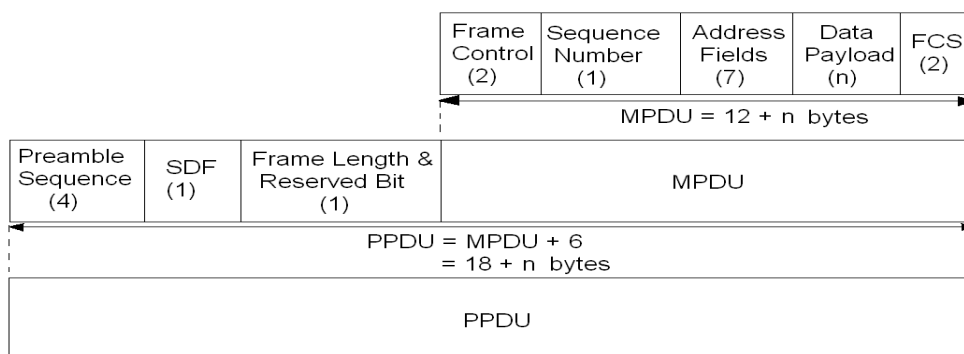 Frame Control (2)
Sequence Number (1)
Address Fields (7)
Data Payload (n)
FCS (2)
MPDU = 12 + n bytes
Preamble Sequence (4)
SDF (1)
Frame Length & Reserved Bit (1)
MPDU
PPDU = MPDU + 6
= 18 + n bytes
PPDU